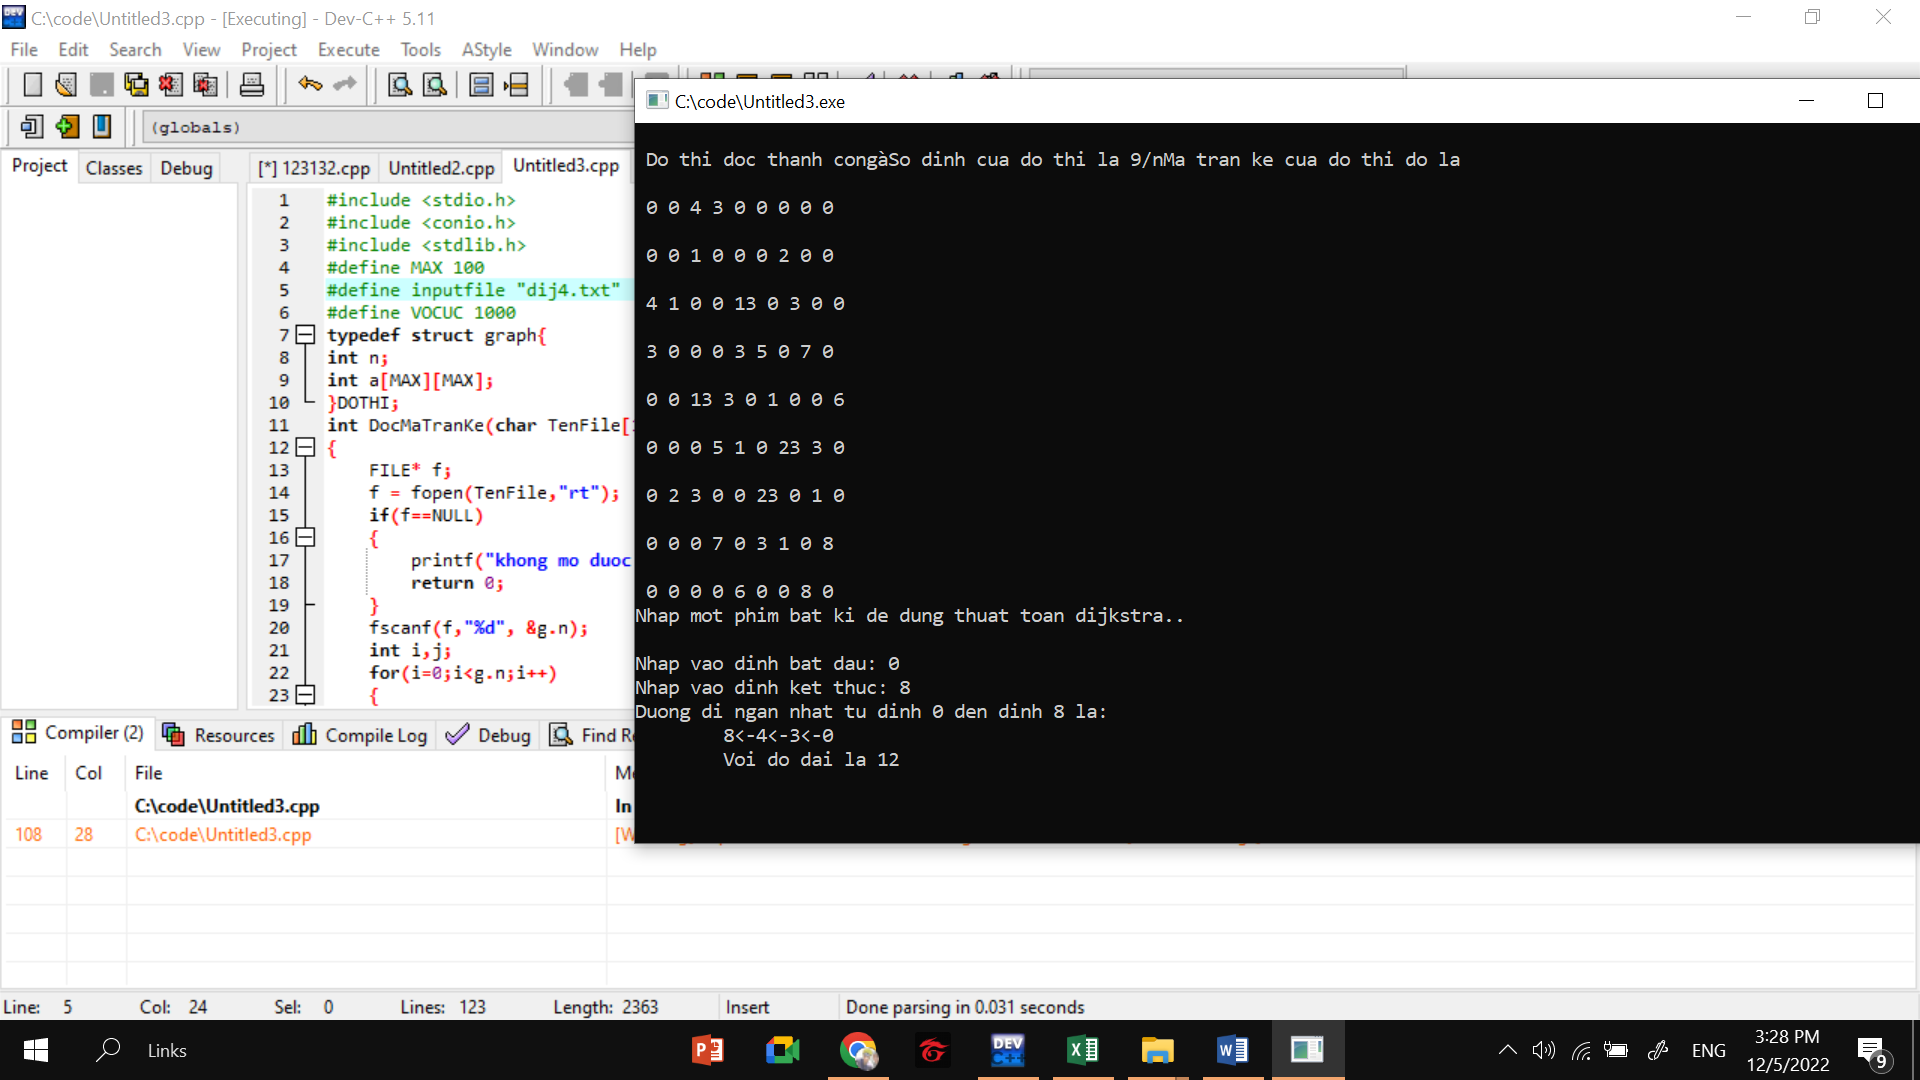 C:\code\Untitled3.cpp - [Executing] - Dev-C++ 5.11
File Edit Search View Project Execute Tools AStyle Window Help
(globals)
Project Classes Debug
[*] 123132.cpp Untitled2.cpp Untitled3.cpp
1 #include <stdio.h>
2 #include <conio.h>
3 #include <stdlib.h>
4 #define MAX 100
5 #define inputfile "dij4.txt"
6 #define VOCUC 1000
7 typedef struct graph{
8 int n;
9 int a[MAX][MAX];
10 }DOTHI;
11 int DocMaTranKe(char TenFile[
12 {
13 FILE* f;
14 f = fopen(TenFile,"rt");
15 if(f==NULL)
16 {
17 printf("khong mo duoc
18 return 0;
19 }
20 fscanf(f,"%d", &g.n);
21 int i,j;
22 for(i=0;i<g.n;i++)
23 {
C:\code\Untitled3.exe
Do thi doc thanh congàSo dinh cua do thi la 9/nMa tran ke cua do thi do la
0 0 4 3 0 0 0 0 0
0 0 1 0 0 0 2 0 0
4 1 0 0 13 0 3 0 0
3 0 0 0 3 5 0 7 0
0 0 13 3 0 1 0 0 6
0 0 0 5 1 0 23 3 0
0 2 3 0 0 23 0 1 0
0 0 0 7 0 3 1 0 8
0 0 0 0 6 0 0 8 0
Nhap mot phim bat ki de dung thuat toan dijkstra..
Nhap vao dinh bat dau: 0
Nhap vao dinh ket thuc: 8
Duong di ngan nhat tu dinh 0 den dinh 8 la:
8<-4<-3<-0
Voi do dai la 12
Compiler (2) Resources Compile Log Debug Find
Line Col File
C:\code\Untitled3.cpp In
108 28 C:\code\Untitled3.cpp
Line: 5 Col: 24 Sel: 0 Lines: 123 Length: 2363 Insert Done parsing in 0.031 seconds
Links
DEV C++
ENG
3:28 PM
12/5/2022
9